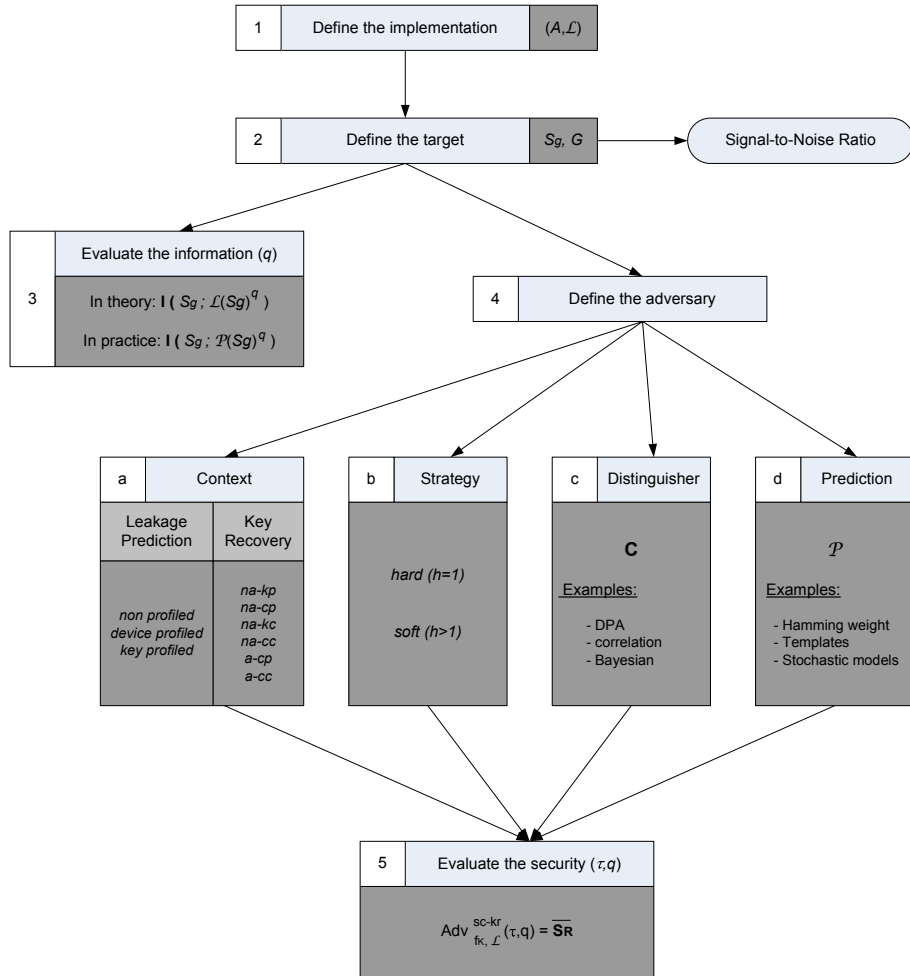 1
Define the implementation
(A,ℒ)
2
Define the target
Sg, G
Signal-to-Noise Ratio
3
Evaluate the information (q)
In theory: I ( Sg ; ℒ(Sg)^q )
In practice: I ( Sg ; 𝒫(Sg)^q )
4
Define the adversary
a
Context
Leakage
Prediction
Key
Recovery
non profiled
device profiled
key profiled
na-kp
na-cp
na-kc
na-cc
a-cp
a-cc
b
Strategy
hard (h=1)
soft (h>1)
c
Distinguisher
C
Examples:
- DPA
- correlation
- Bayesian
d
Prediction
𝒫
Examples:
- Hamming weight
- Templates
- Stochastic models
5
Evaluate the security (τ,q)
Adv sc-kr fK, ℒ (τ,q) = S̅R̅